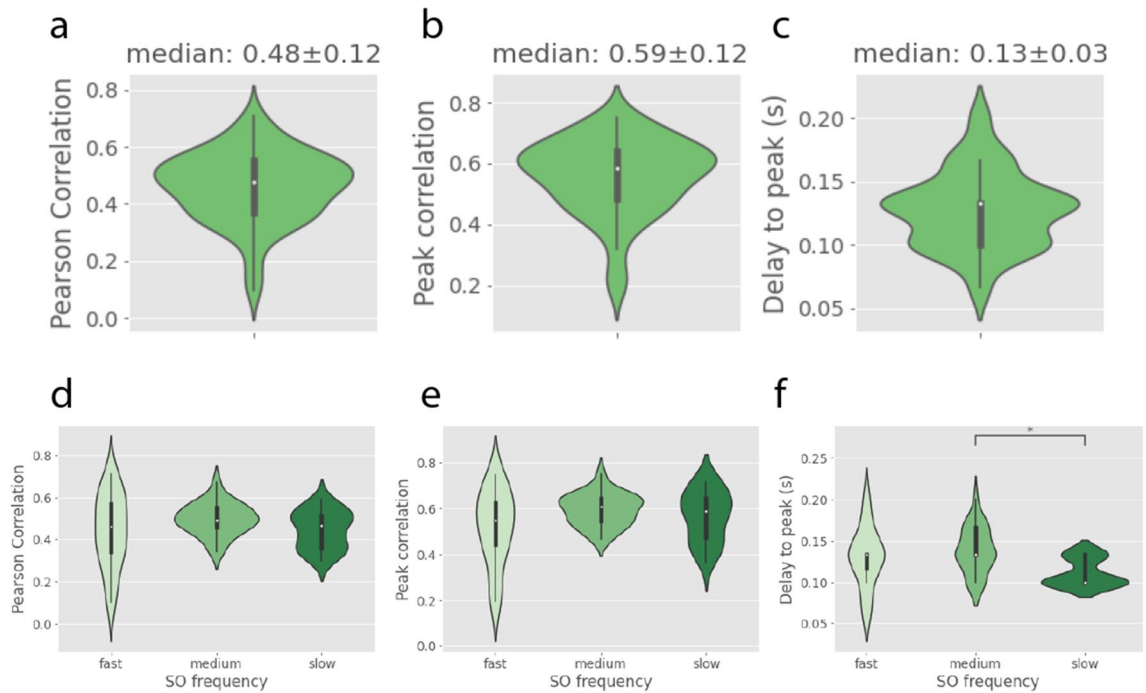 a
median: 0.48±0.12
Pearson Correlation
0.8
0.6
0.4
0.2
0.0
b
median: 0.59±0.12
Peak correlation
0.8
0.6
0.4
0.2
c
median: 0.13±0.03
Delay to peak (s)
0.20
0.15
0.10
0.05
d
Pearson Correlation
0.8
0.6
0.4
0.2
0.0
fast medium slow
SO frequency
e
Peak correlation
0.8
0.6
0.4
0.2
0.0
fast medium slow
SO frequency
f
*
Delay to peak (s)
0.25
0.20
0.15
0.10
0.05
fast medium slow
SO frequency